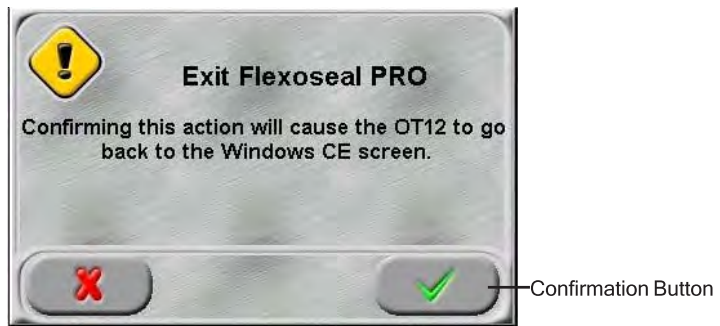 Exit Flexoseal PRO
Confirming this action will cause the OT12 to go
back to the Windows CE screen.
Confirmation Button